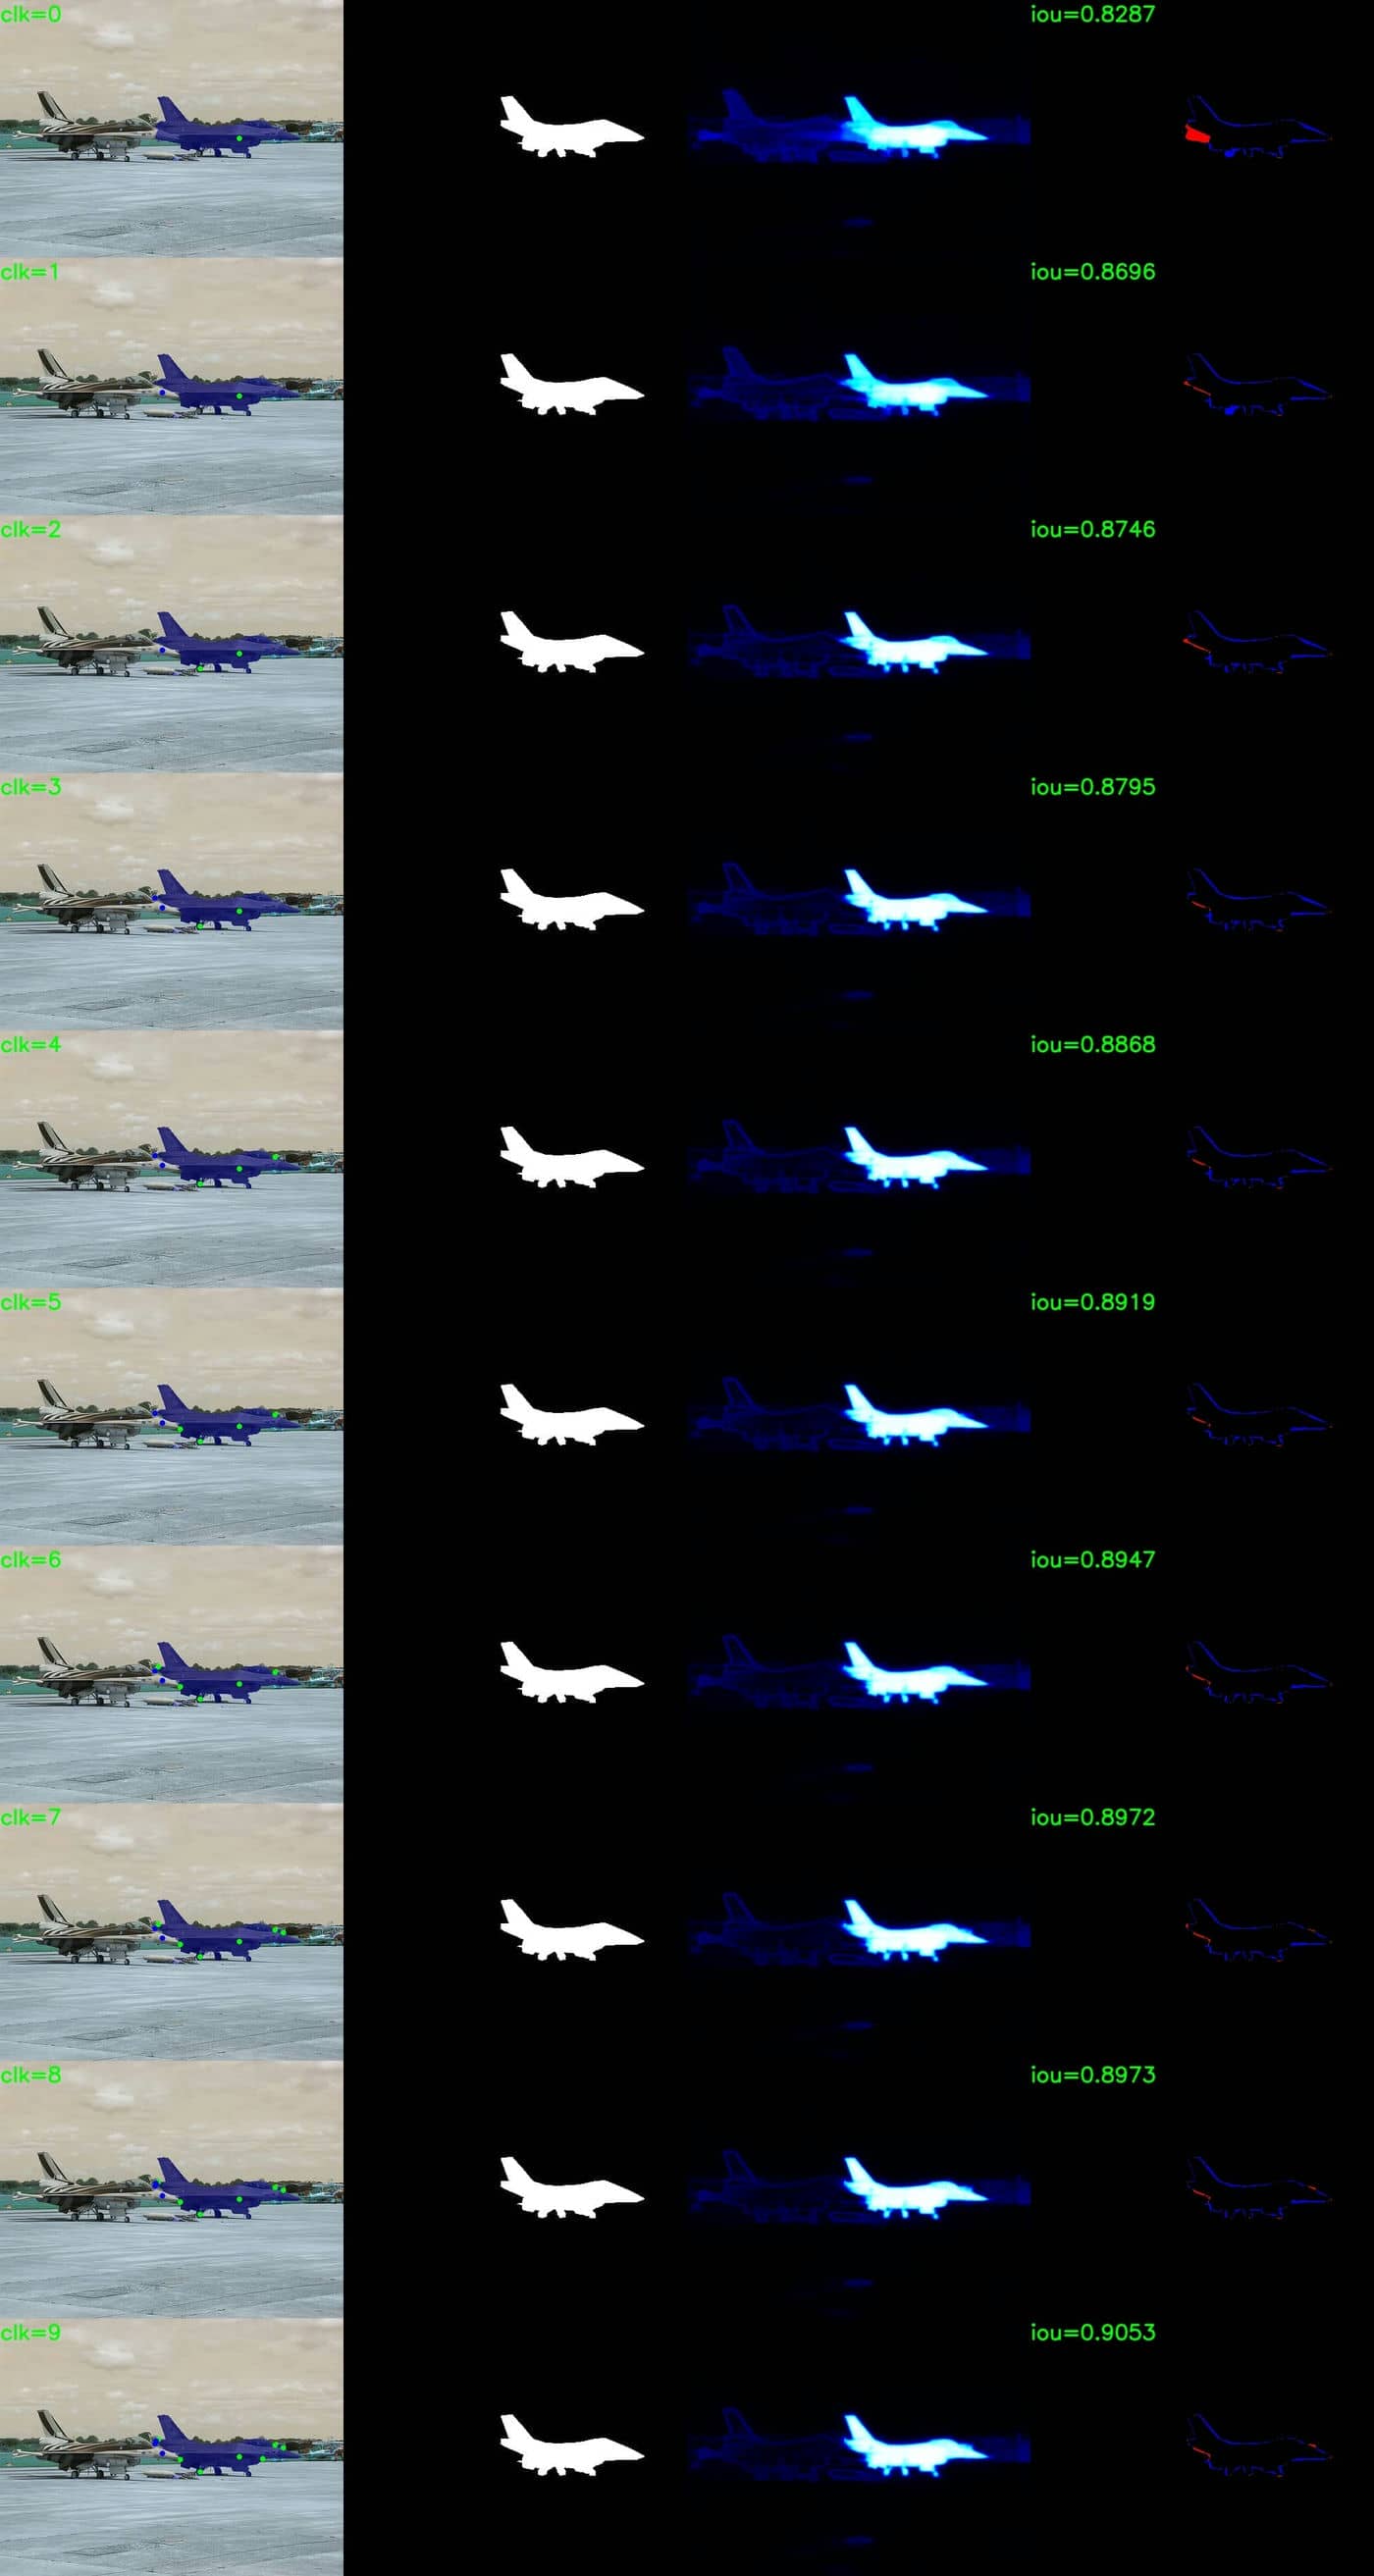 clk=0 iou=0.8287
clk=1 iou=0.8696
clk=2 iou=0.8746
clk=3 iou=0.8795
clk=4 iou=0.8868
clk=5 iou=0.8919
clk=6 iou=0.8947
clk=7 iou=0.8972
clk=8 iou=0.8973
clk=9 iou=0.9053